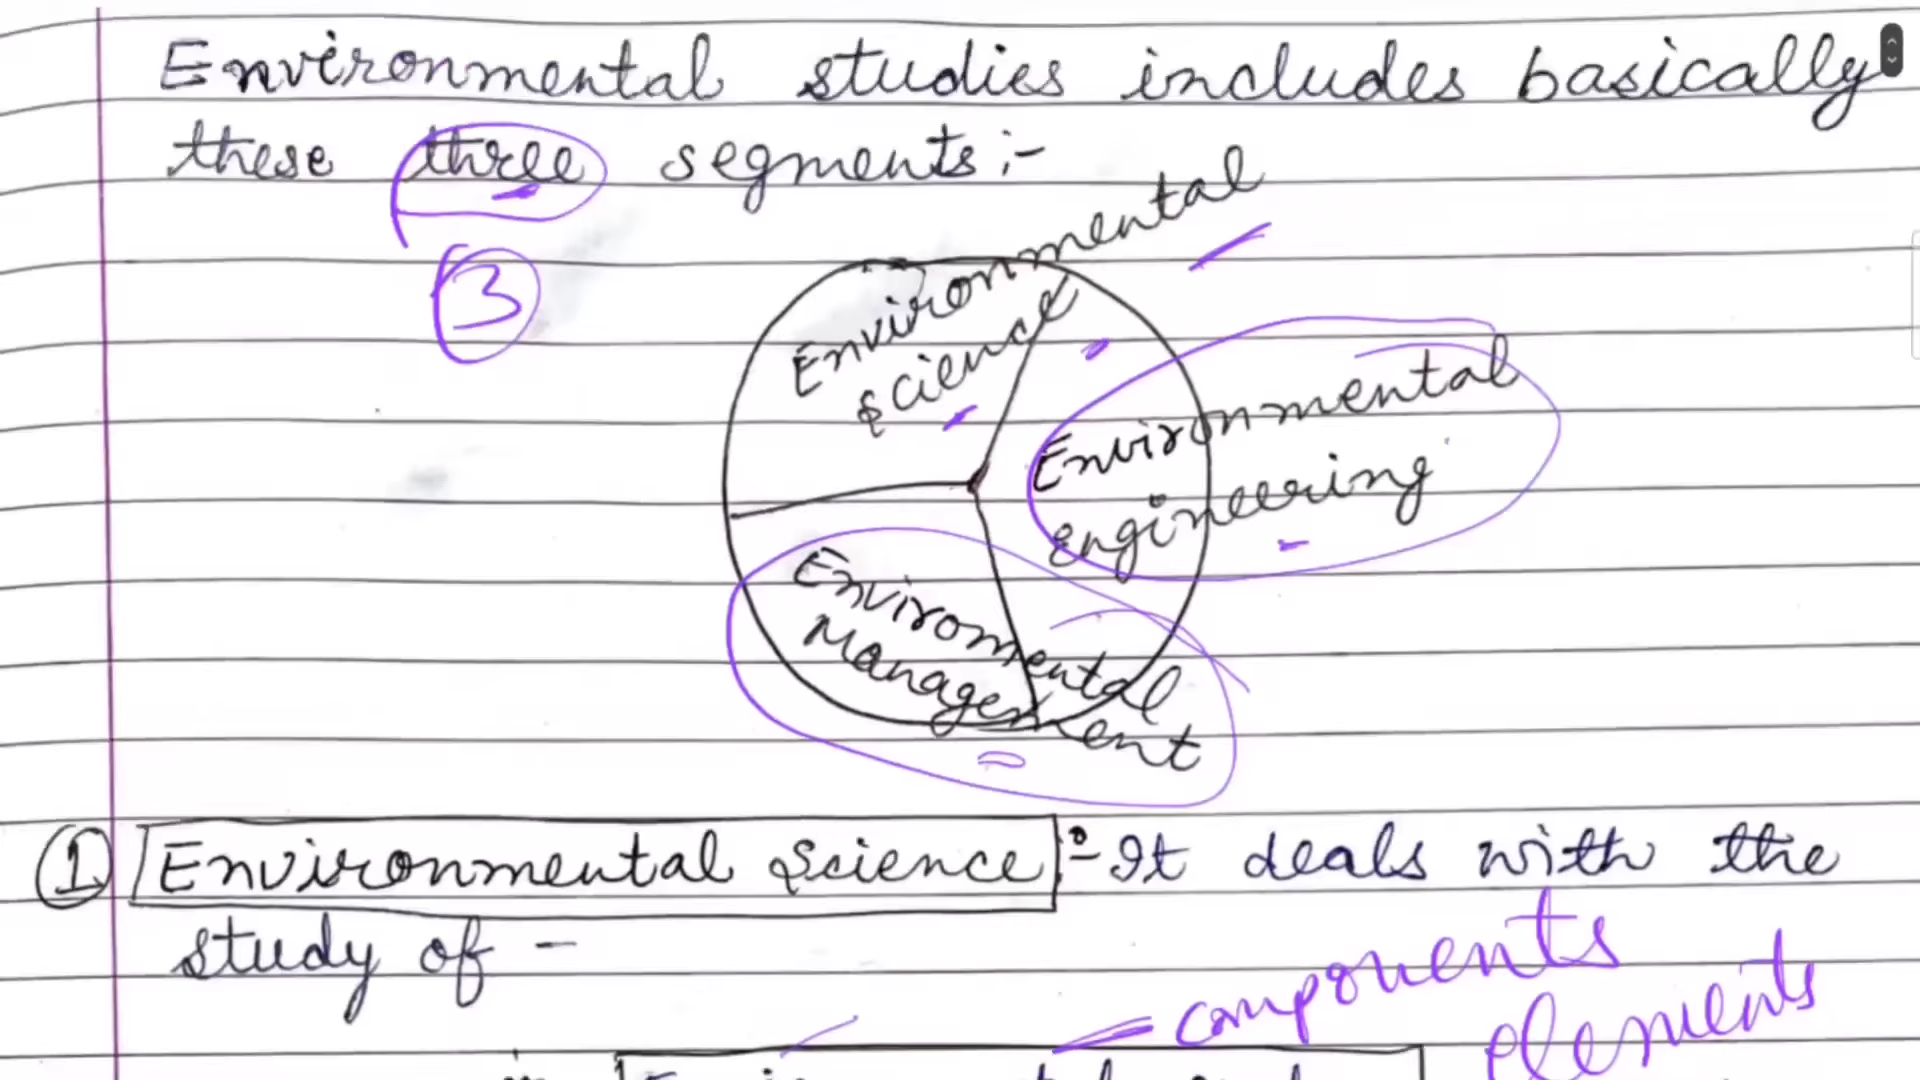 Environmental studies includes basically
these three segments :-
3
Environmental
science
Environmental
engineering
Enviromental
Management
1 Environmental Science :- It deals with the
study of -
components
elements